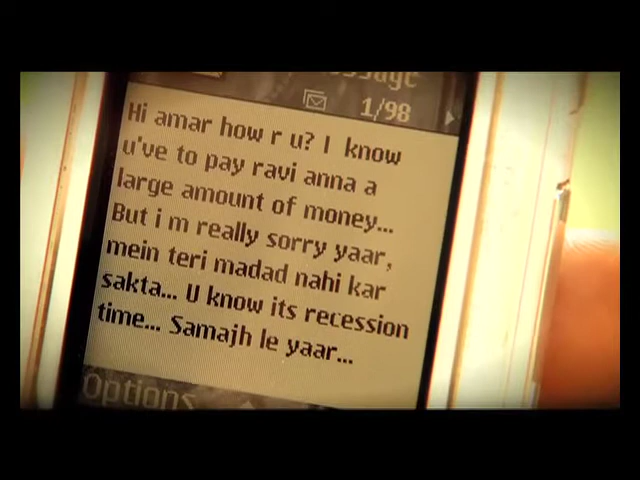 1/98
Hi amar how r u? I know
u've to pay ravi anna a
large amount of money...
But i m really sorry yaar,
mein teri madad nahi kar
sakta... U know its recession
time... Samajh le yaar...
Options